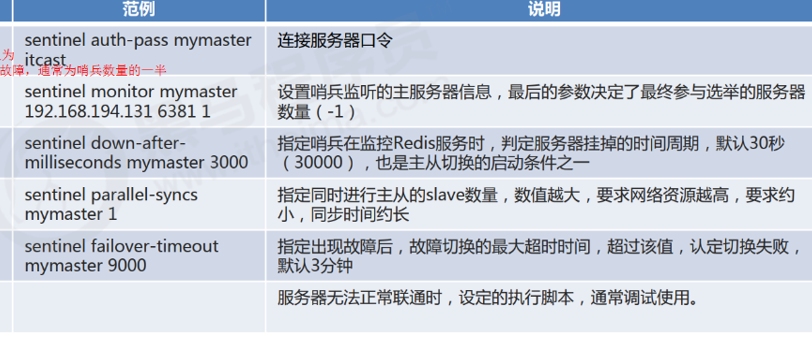 范例 说明
sentinel auth-pass mymaster
itcast
连接服务器口令
为
故障，通常为哨兵数量的一半
sentinel monitor mymaster
192.168.194.131 6381 1
设置哨兵监听的主服务器信息，最后的参数决定了最终参与选举的服务器
数量（-1）
sentinel down-after-
milliseconds mymaster 3000
指定哨兵在监控Redis服务时，判定服务器挂掉的时间周期，默认30秒
（30000），也是主从切换的启动条件之一
sentinel parallel-syncs
mymaster 1
指定同时进行主从的slave数量，数值越大，要求网络资源越高，要求约
小，同步时间约长
sentinel failover-timeout
mymaster 9000
指定出现故障后，故障切换的最大超时时间，超过该值，认定切换失败，
默认3分钟
服务器无法正常联通时，设定的执行脚本，通常调试使用。